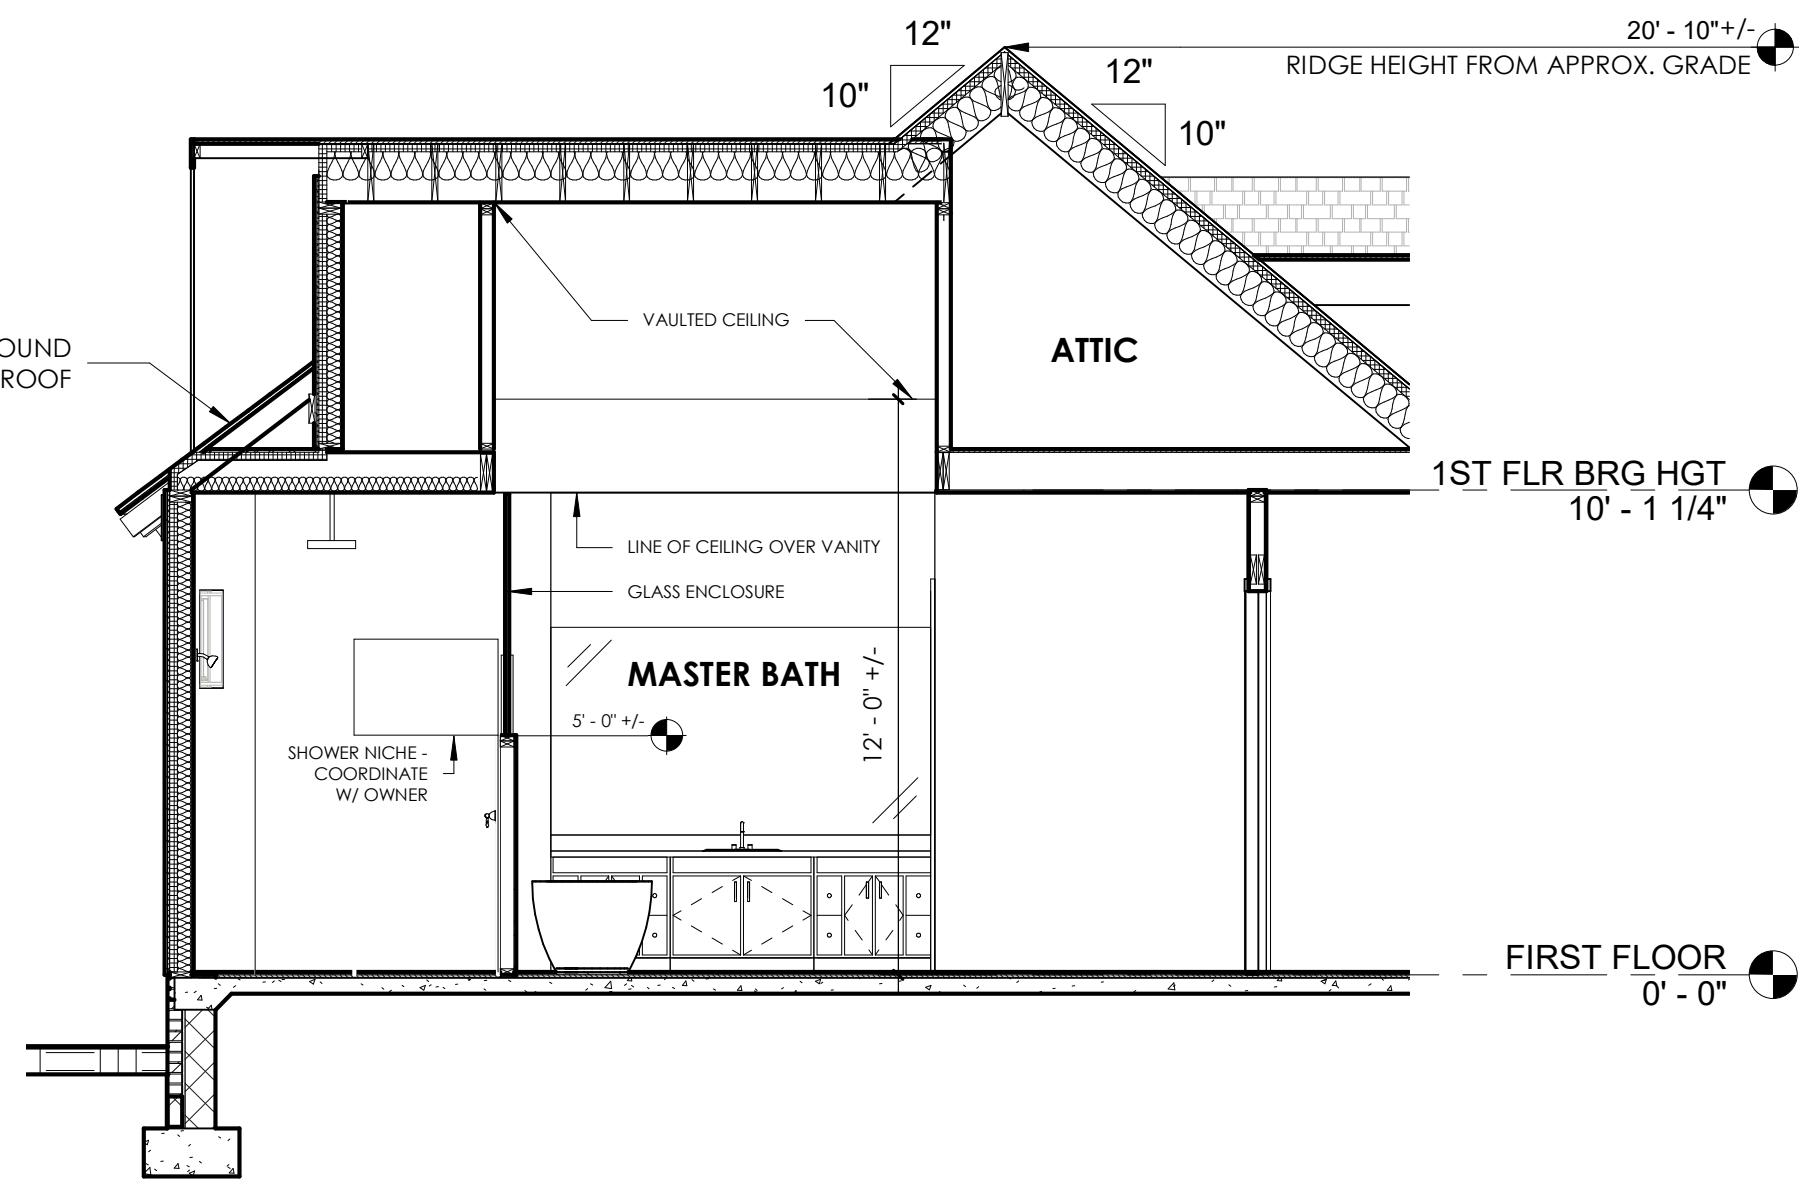 12"
20' - 10"+/-
RIDGE HEIGHT FROM APPROX. GRADE
10"
12"
10"
VAULTED CEILING
OUND
ROOF
ATTIC
1ST FLR BRG HGT
10' - 1 1/4"
LINE OF CEILING OVER VANITY
GLASS ENCLOSURE
MASTER BATH
12' - 0" +/-
5' - 0" +/-
SHOWER NICHE -
COORDINATE
W/ OWNER
FIRST FLOOR
0' - 0"